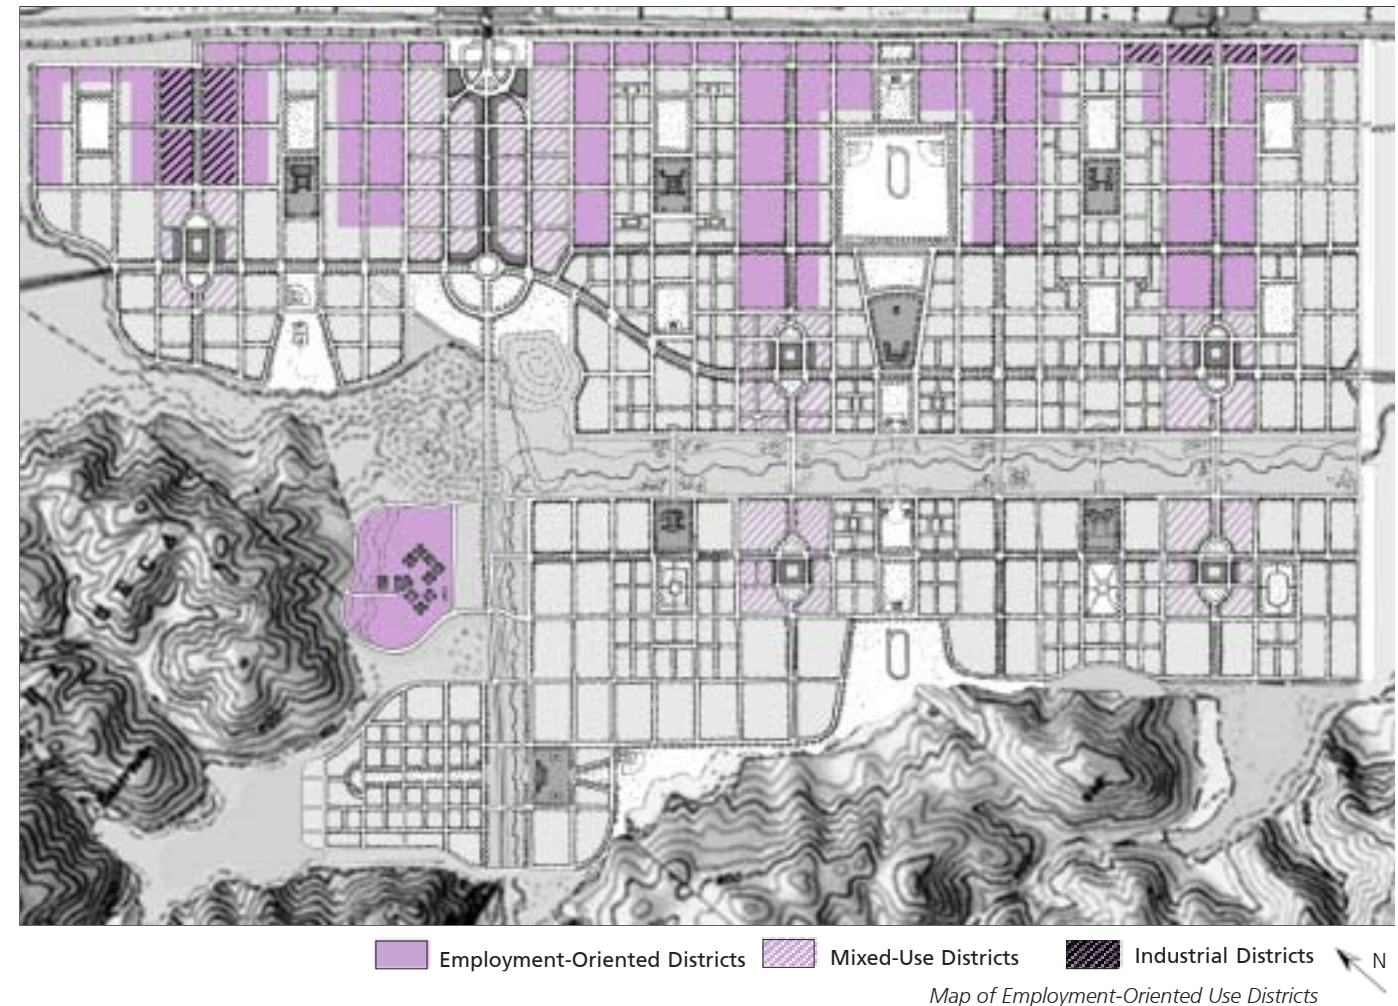 Employment-Oriented Districts
Mixed-Use Districts
Industrial Districts
N
Map of Employment-Oriented Use Districts